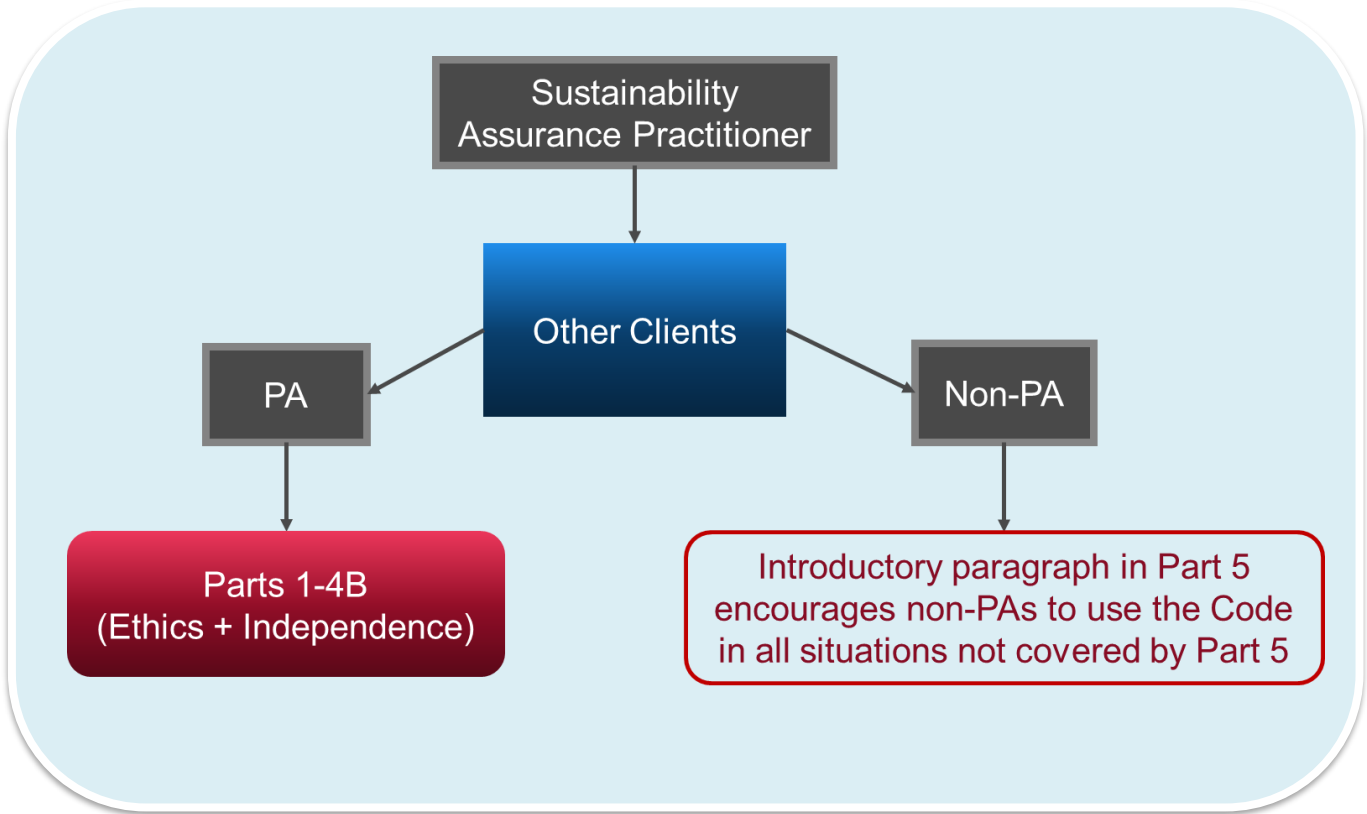 Sustainability
Assurance Practitioner
Other Clients
PA
Non-PA
Parts 1-4B
(Ethics + Independence)
Introductory paragraph in Part 5
encourages non-PAs to use the Code
in all situations not covered by Part 5